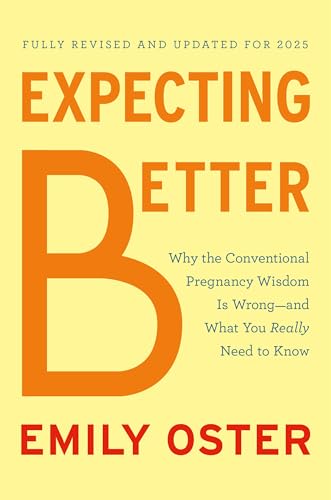 FULLY REVISED AND UPDATED FOR 2025
EXPECTING
BETTER
Why the Conventional
Pregnancy Wisdom
Is Wrong—and
What You Really
Need to Know
EMILY OSTER